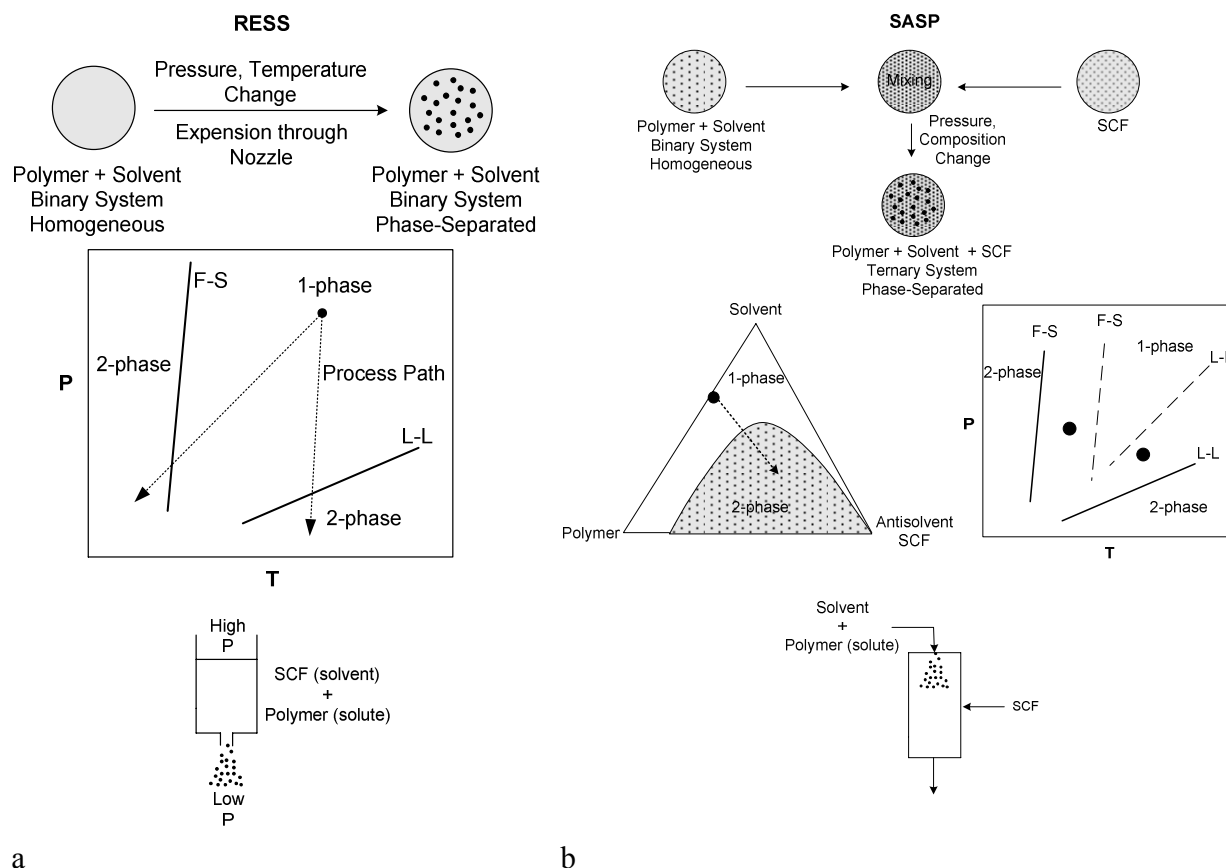 RESS
Pressure, Temperature
Change
Expension through
Nozzle
Polymer + Solvent
Binary System
Homogeneous
Polymer + Solvent
Binary System
Phase-Separated
F-S
1-phase
2-phase
Process Path
P
L-L
2-phase
T
High
P
SCF (solvent)
+
Polymer (solute)
Low
P
a
SASP
Mixing
Polymer + Solvent
Binary System
Homogeneous
SCF
Pressure,
Composition
Change
Polymer + Solvent + SCF
Ternary System
Phase-Separated
Solvent
1-phase
2-phase
Polymer
Antisolvent
SCF
F-S
F-S
1-phase
2-phase
L-L
P
L-L
2-phase
T
Solvent
+
Polymer (solute)
SCF
b